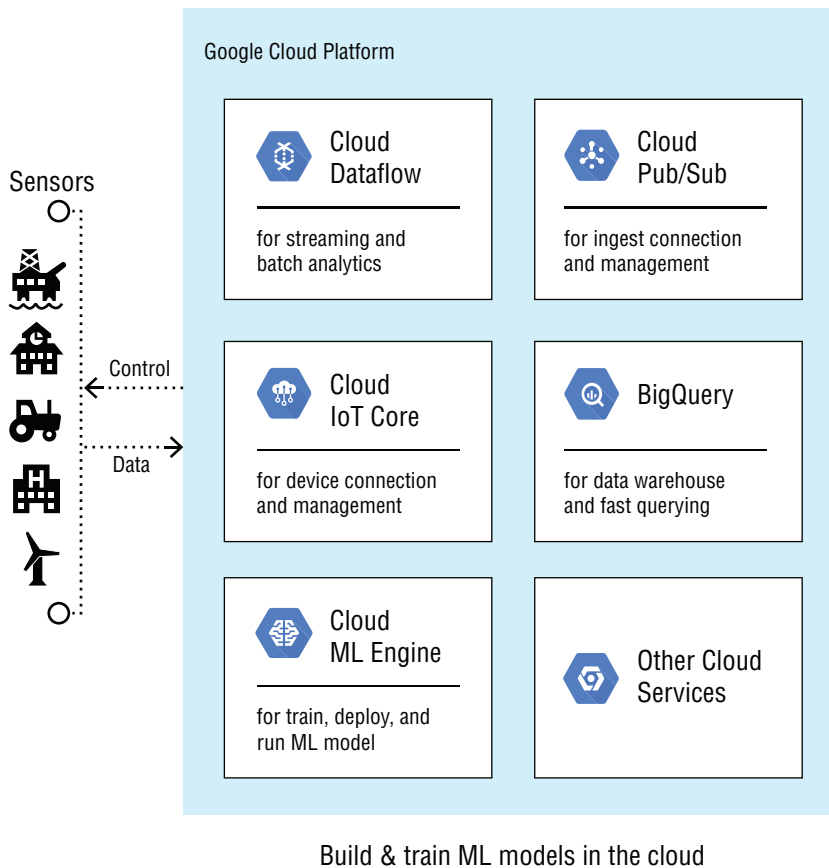 Google Cloud Platform
Sensors
Control
Data
Cloud
Dataflow
for streaming and
batch analytics
Cloud
Pub/Sub
for ingest connection
and management
Cloud
IoT Core
for device connection
and management
BigQuery
for data warehouse
and fast querying
Cloud
ML Engine
for train, deploy, and
run ML model
Other Cloud
Services
H
Build & train ML models in the cloud